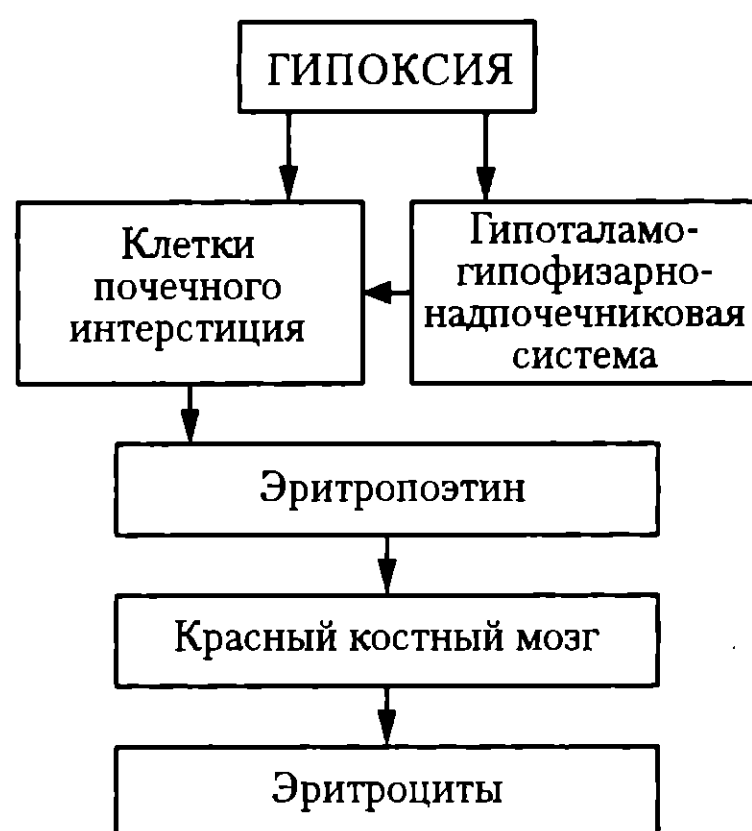 ГИПОКСИЯ
Клетки
почечного
интерстиция
Гипоталамо-
гипофизарно-
надпочечниковая
система
Эритропоэтин
Красный костный мозг
Эритроциты